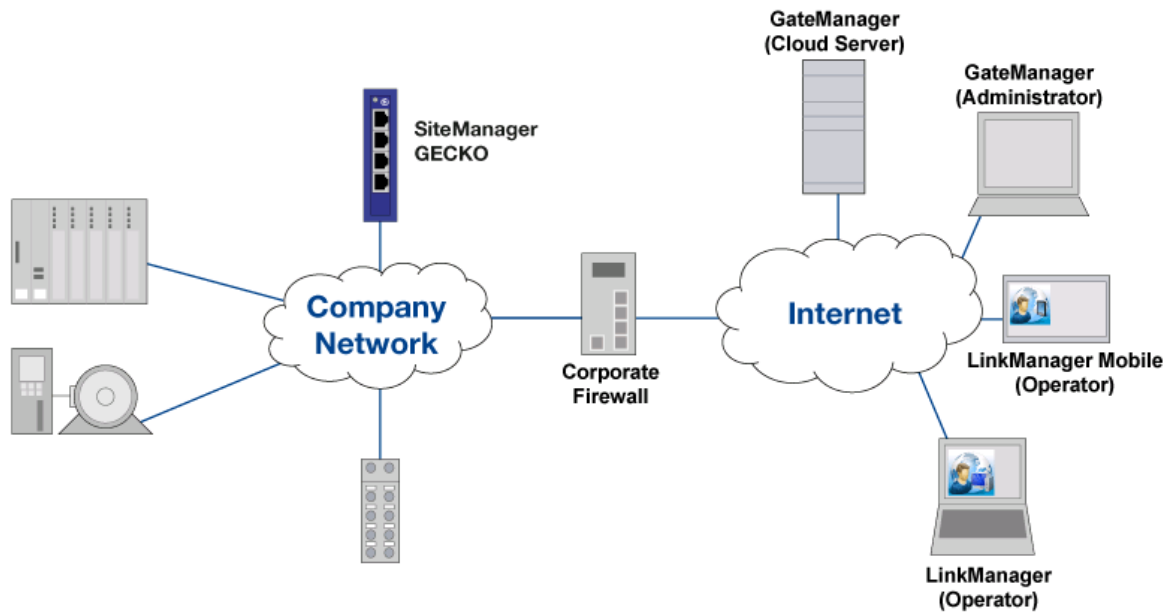 GateManager
(Cloud Server)
GateManager
(Administrator)
SiteManager
GECKO
Company
Network
Internet
Corporate
Firewall
LinkManager Mobile
(Operator)
LinkManager
(Operator)